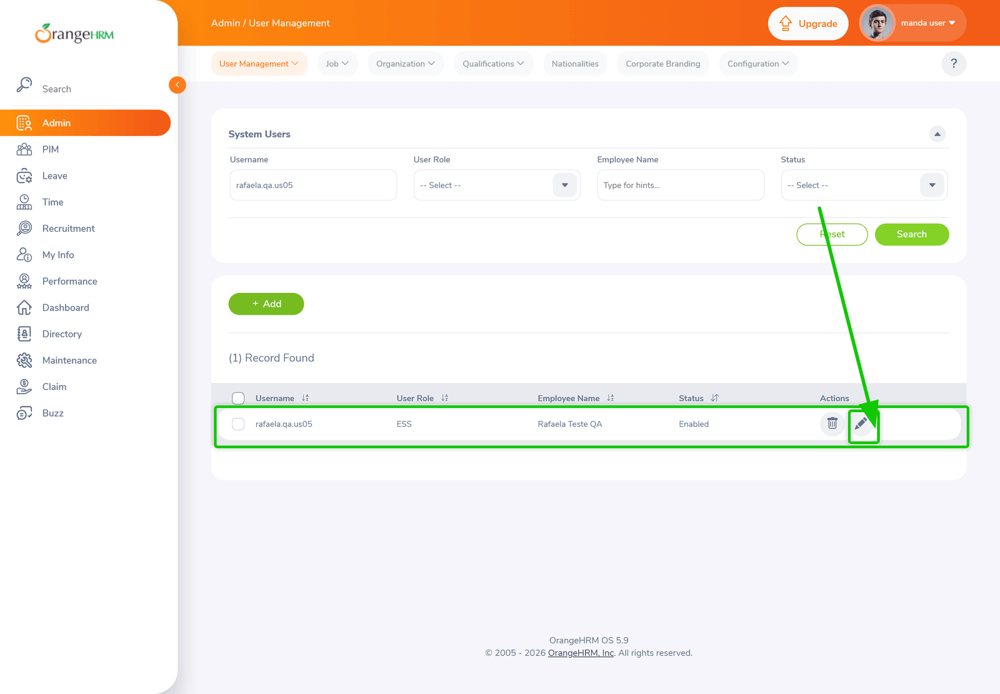 OrangeHRM
Admin / User Management
Upgrade
manda user
User Management
Job
Organization
Qualifications
Nationalities
Corporate Branding
Configuration
?
Search
Admin
PIM
Leave
Time
Recruitment
My Info
Performance
Dashboard
Directory
Maintenance
Claim
Buzz
System Users
Username
User Role
Employee Name
Status
rafaela.qa.us05
-- Select --
Type for hints...
-- Select --
Reset
Search
+ Add
(1) Record Found
Username
User Role
Employee Name
Status
Actions
rafaela.qa.us05
ESS
Rafaela Teste QA
Enabled
OrangeHRM OS 5.9
© 2005 - 2026 OrangeHRM, Inc. All rights reserved.